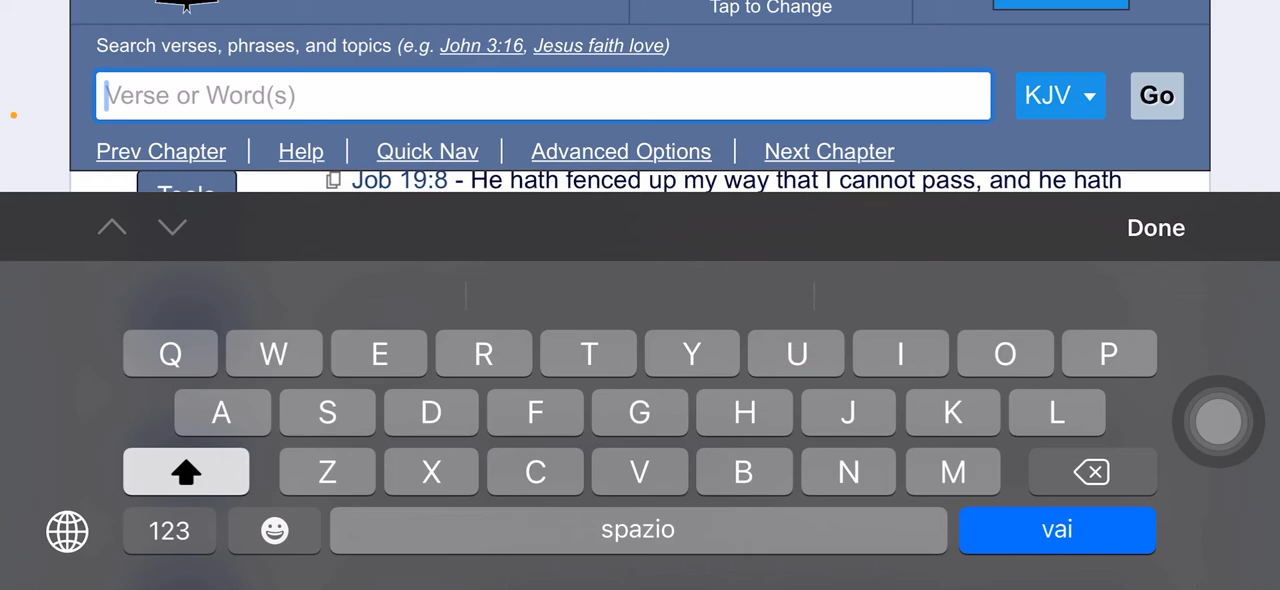 Tap to Change
Search verses, phrases, and topics (e.g. John 3:16, Jesus faith love)
Verse or Word(s)
KJV
Go
Prev Chapter | Help | Quick Nav | Advanced Options | Next Chapter
Tools
Job 19:8 - He hath fenced up my way that I cannot pass, and he hath
Done
Q W E R T Y U I O P
A S D F G H J K L
Z X C V B N M
123 spazio vai